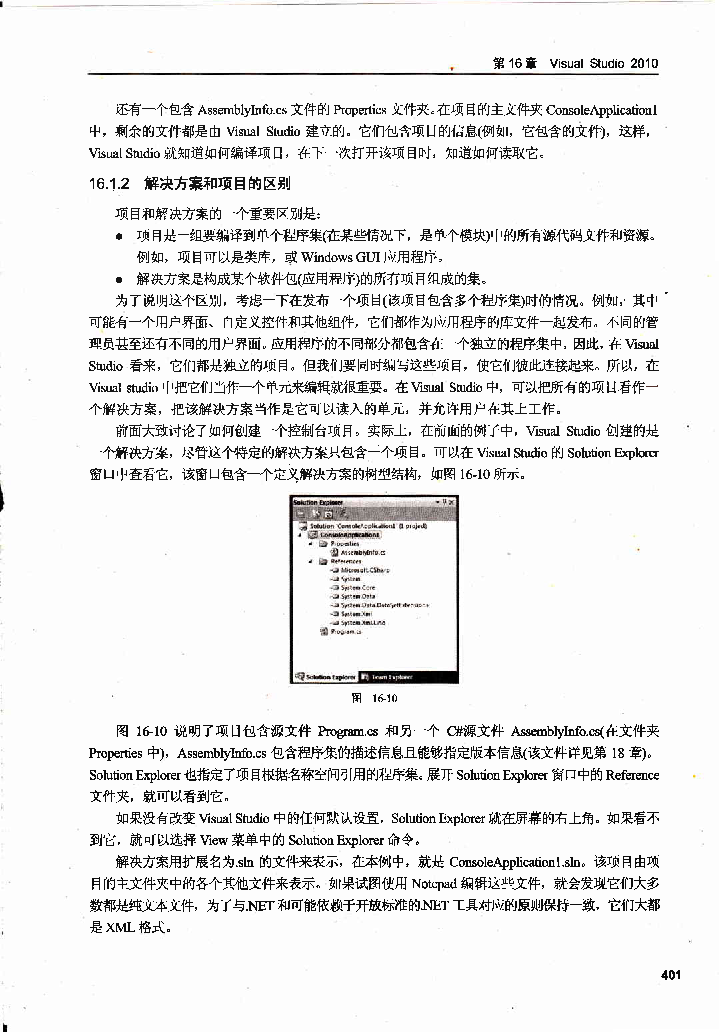 第16章 Visual Studio 2010
还有一个包含 AssemblyInfo.cs 文件的 Properties 文件夹。在项目的主文件夹 ConsoleApplication1
中，剩余的文件都是由 Visual Studio 建立的。它们包含项目的信息(例如，它包含的文件)，这样，
Visual Studio 就知道如何编译项目，在下一次打开该项目时，知道如何读取它。
16.1.2 解决方案和项目的区别
项目和解决方案的一个重要区别是：
● 项目是一组要编译到单个程序集(在某些情况下，是单个模块)中的所有源代码文件和资源。
例如，项目可以是类库，或 Windows GUI 应用程序。
● 解决方案是构成某个软件包(应用程序)的所有项目组成的集。
为了说明这个区别，考虑一下在发布一个项目(该项目包含多个程序集)时的情况。例如，其中
可能有一个用户界面、自定义控件和其他组件，它们都作为应用程序的库文件一起发布。不同的管
理员甚至还有不同的用户界面。应用程序的不同部分都包含在一个独立的程序集中，因此，在 Visual
Studio 看来，它们都是独立的项目。但我们要同时编写这些项目，使它们彼此连接起来。所以，在
Visual studio 中把它们当作一个单元来编辑就很重要。在 Visual Studio 中，可以把所有的项目看作一
个解决方案，把该解决方案当作是它可以读入的单元，并允许用户在其上工作。
前面大致讨论了如何创建一个控制台项目。实际上，在前面的例子中，Visual Studio 创建的是
一个解决方案，尽管这个特定的解决方案只包含一个项目。可以在 Visual Studio 的 Solution Explorer
窗口中查看它，该窗口包含一个定义解决方案的树型结构，如图 16-10 所示。
Solution Explorer
Solution 'ConsoleApplication1' (1 project)
ConsoleApplication1
Properties
AssemblyInfo.cs
References
Microsoft.CSharp
System
System.Core
System.Data
System.Data.DataSetExtensions
System.Xml
System.Xml.Linq
Program.cs
Solution Explorer Team Explorer
图 16-10
图 16-10 说明了项目包含源文件 Program.cs 和另一个 C#源文件 AssemblyInfo.cs(在文件夹
Properties 中)，AssemblyInfo.cs 包含程序集的描述信息且能够指定版本信息(该文件详见第 18 章)。
Solution Explorer 也指定了项目根据名称空间引用的程序集。展开 Solution Explorer 窗口中的 Reference
文件夹，就可以看到它。
如果没有改变 Visual Studio 中的任何默认设置，Solution Explorer 就在屏幕的右上角。如果看不
到它，就可以选择 View 菜单中的 Solution Explorer 命令。
解决方案用扩展名为.sln 的文件来表示，在本例中，就是 ConsoleApplication1.sln。该项目由项
目的主文件夹中的各个其他文件来表示。如果试图使用 Notepad 编辑这些文件，就会发现它们大多
数都是纯文本文件，为了与.NET 和可能依赖于开放标准的.NET 工具对应的原则保持一致，它们大都
是 XML 格式。
401